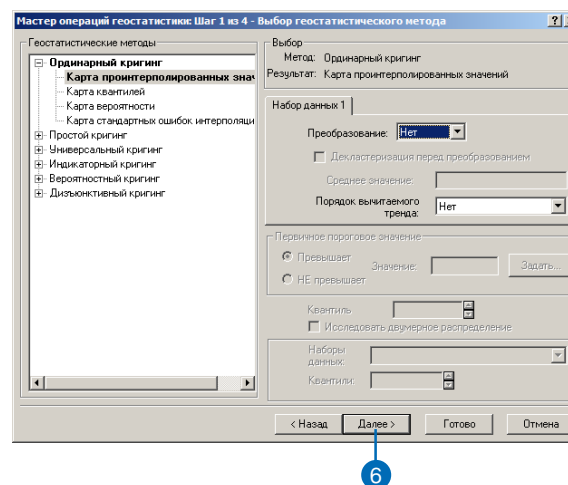 Мастер операций геостатистики: Шаг 1 из 4 - Выбор геостатистического метода
Геостатистические методы
Ординарный кригинг
Карта проинтерполированных знач
Карта квантилей
Карта вероятности
Карта стандартных ошибок интерполяци
Простой кригинг
Универсальный кригинг
Индикаторный кригинг
Вероятностный кригинг
Дизъюнктивный кригинг
Выбор
Метод: Ординарный кригинг
Результат: Карта проинтерполированных значений
Набор данных 1
Преобразование: Нет
Декластеризация перед преобразованием
Среднее значение:
Порядок вычитаемого
тренда: Нет
Первичное пороговое значение
Превышает
Значение: Задать...
НЕ превышает
Квантиль
Исследовать двумерное распределение
Наборы
данных:
Квантили:
< Назад Далее > Готово Отмена
6